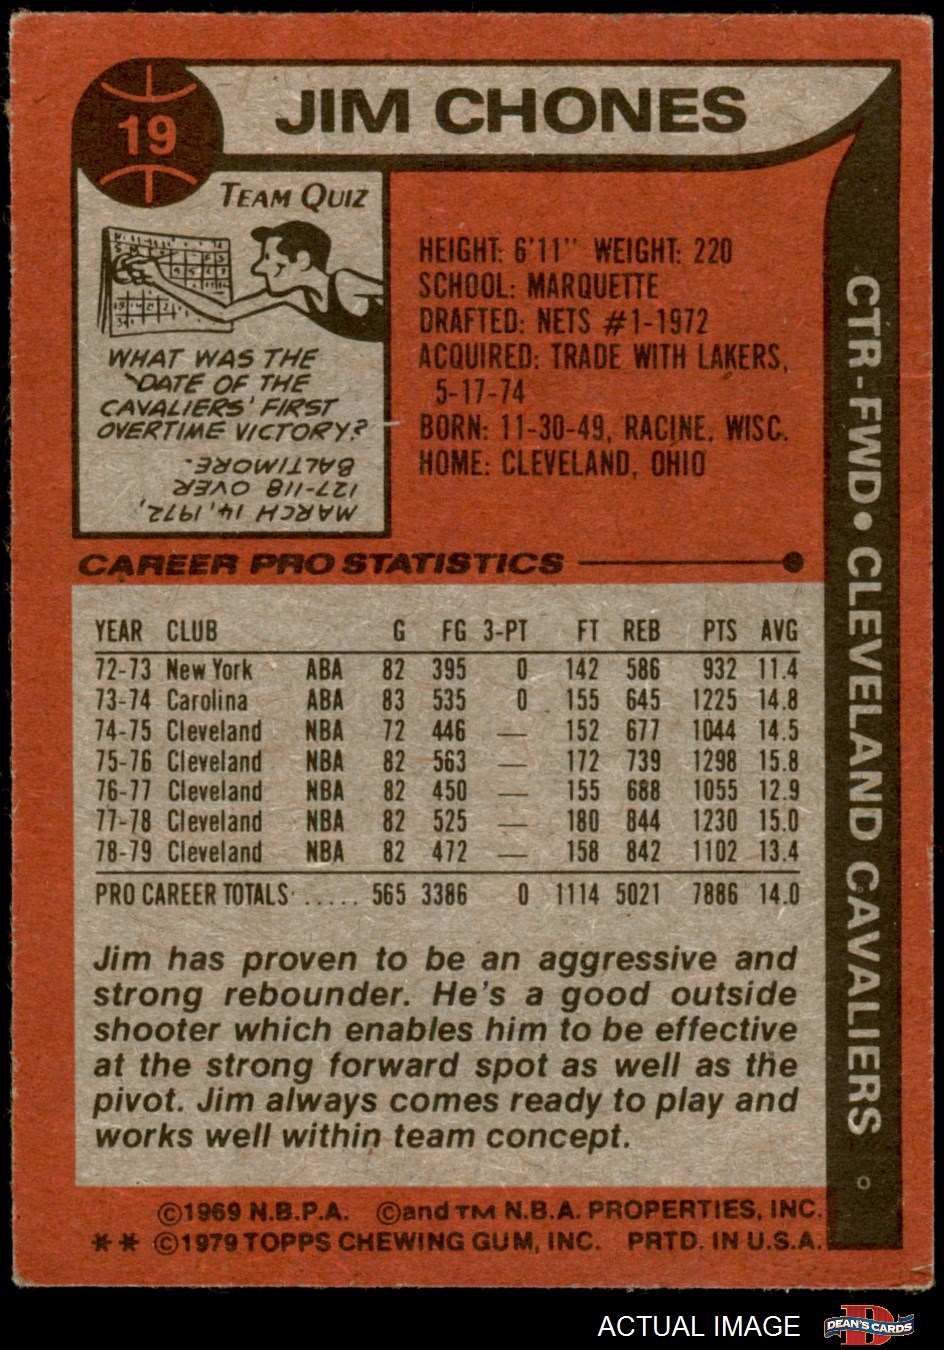 19
JIM CHONES
TEAM QUIZ
WHAT WAS THE
DATE OF THE
CAVALIERS' FIRST
OVERTIME VICTORY?
MARCH 14, 1972,
127-118 OVER
BALTIMORE.
HEIGHT: 6'11" WEIGHT: 220
SCHOOL: MARQUETTE
DRAFTED: NETS #1-1972
ACQUIRED: TRADE WITH LAKERS,
5-17-74
BORN: 11-30-49, RACINE, WISC.
HOME: CLEVELAND, OHIO
CTR-FWD • CLEVELAND CAVALIERS
CAREER PRO STATISTICS
YEAR CLUB G FG 3-PT FT REB PTS AVG
72-73 New York ABA 82 395 0 142 586 932 11.4
73-74 Carolina ABA 83 535 0 155 645 1225 14.8
74-75 Cleveland NBA 72 446 — 152 677 1044 14.5
75-76 Cleveland NBA 82 563 — 172 739 1298 15.8
76-77 Cleveland NBA 82 450 — 155 688 1055 12.9
77-78 Cleveland NBA 82 525 — 180 844 1230 15.0
78-79 Cleveland NBA 82 472 — 158 842 1102 13.4
PRO CAREER TOTALS ..... 565 3386 0 1114 5021 7886 14.0
Jim has proven to be an aggressive and
strong rebounder. He's a good outside
shooter which enables him to be effective
at the strong forward spot as well as the
pivot. Jim always comes ready to play and
works well within team concept.
©1969 N.B.P.A. ©and TM N.B.A. PROPERTIES, INC.
** ©1979 TOPPS CHEWING GUM, INC. PRTD. IN U.S.A.
ACTUAL IMAGE
D
DEAN'S CARDS